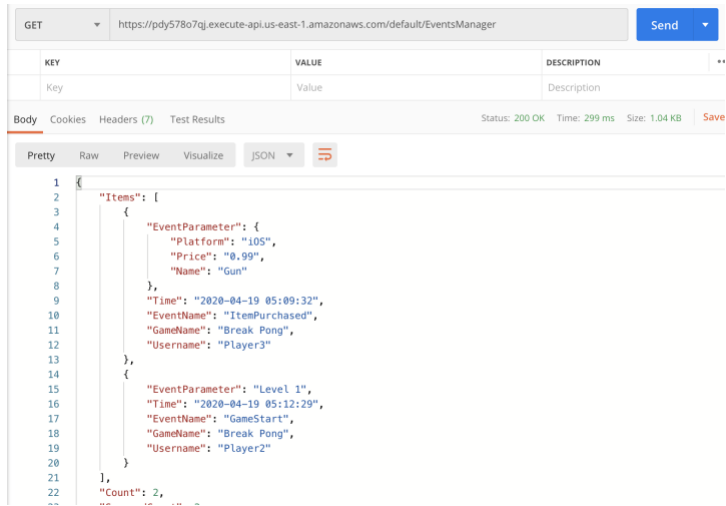 GET https://pdy578o7qj.execute-api.us-east-1.amazonaws.com/default/EventsManager Send
KEY VALUE DESCRIPTION
Key Value Description
Body Cookies Headers (7) Test Results Status: 200 OK Time: 299 ms Size: 1.04 KB Save
Pretty Raw Preview Visualize JSON
1 {
2 "Items": [
3 {
4 "EventParameter": {
5 "Platform": "iOS",
6 "Price": "0.99",
7 "Name": "Gun"
8 },
9 "Time": "2020-04-19 05:09:32",
10 "EventName": "ItemPurchased",
11 "GameName": "Break Pong",
12 "Username": "Player3"
13 },
14 {
15 "EventParameter": "Level 1",
16 "Time": "2020-04-19 05:12:29",
17 "EventName": "GameStart",
18 "GameName": "Break Pong",
19 "Username": "Player2"
20 }
21 ],
22 "Count": 2,